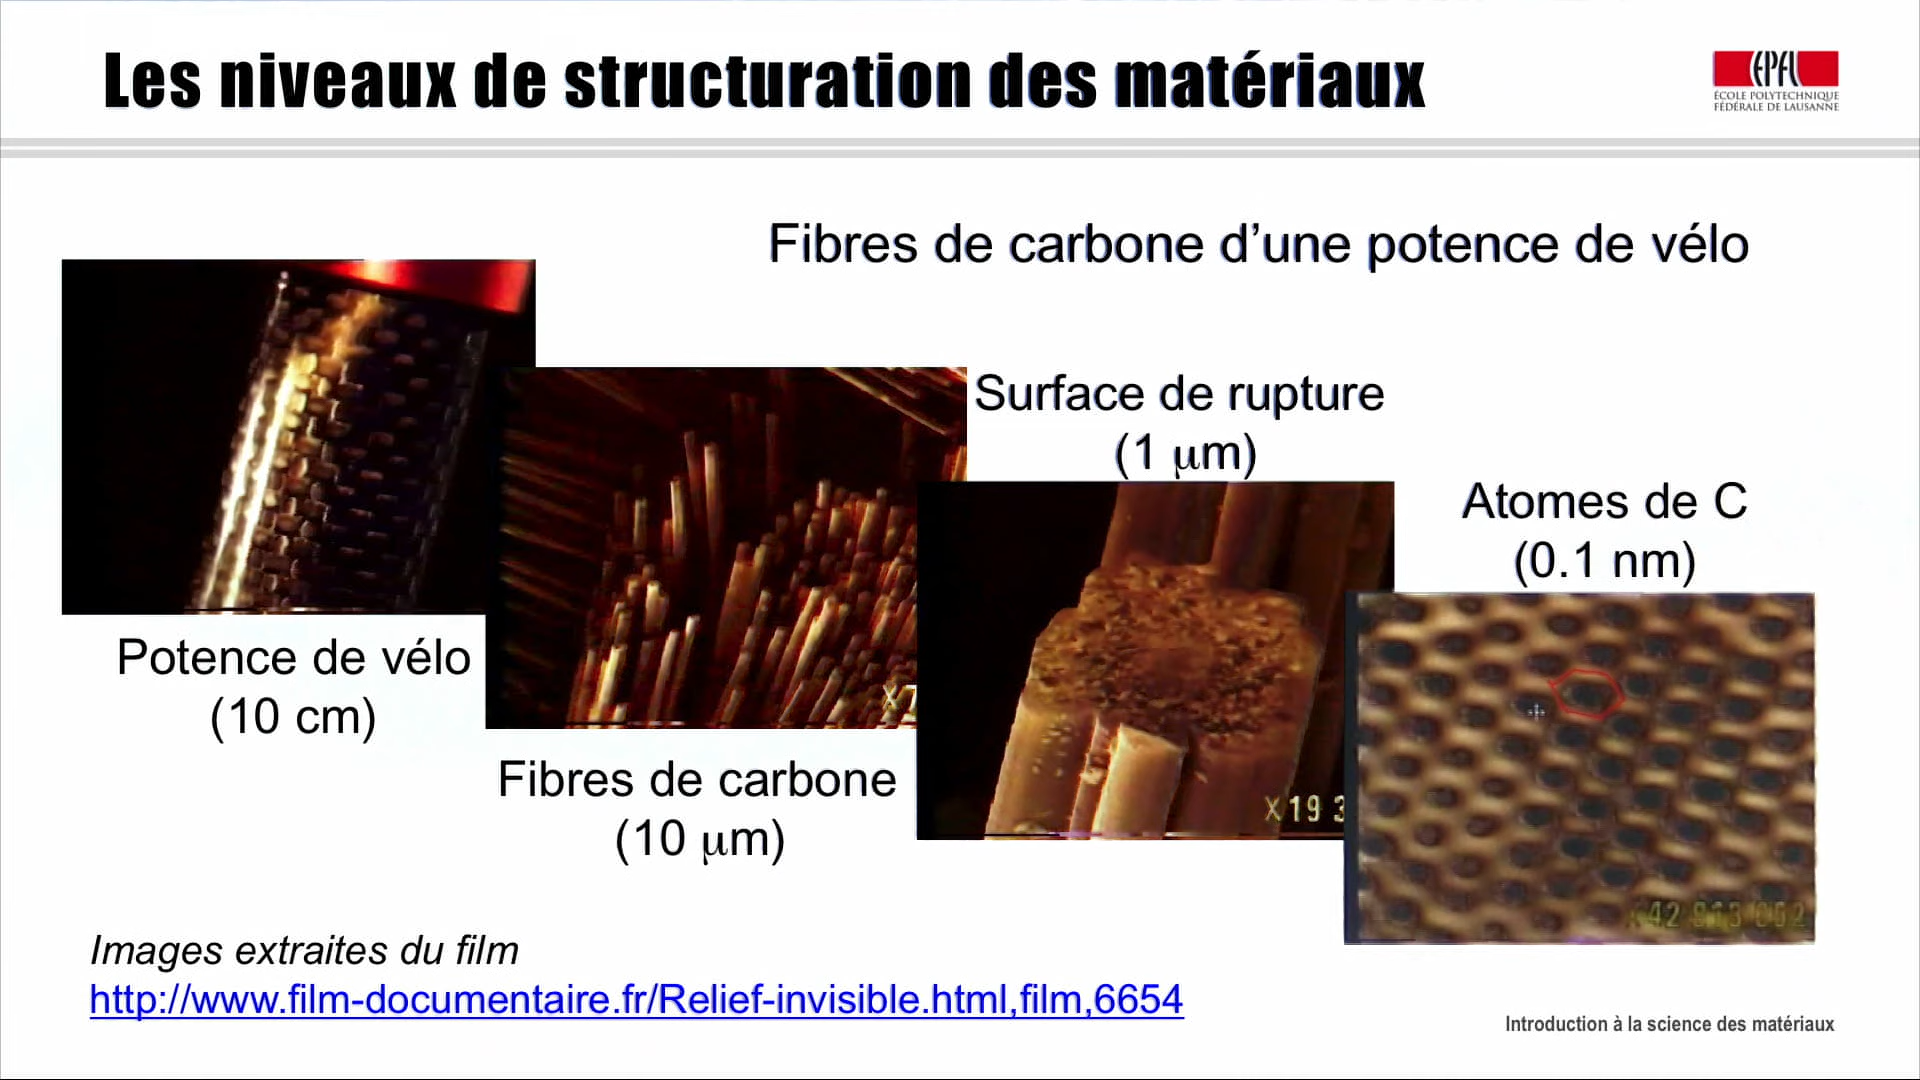 Les niveaux de structuration des matériaux
EPFL
ÉCOLE POLYTECHNIQUE
FÉDÉRALE DE LAUSANNE
Fibres de carbone d'une potence de vélo
Surface de rupture
(1 μm)
Atomes de C
(0.1 nm)
Potence de vélo
(10 cm)
X7
Fibres de carbone
(10 μm)
X19 3
Images extraites du film
http://www.film-documentaire.fr/Relief-invisible.html,film,6654
Introduction à la science des matériaux